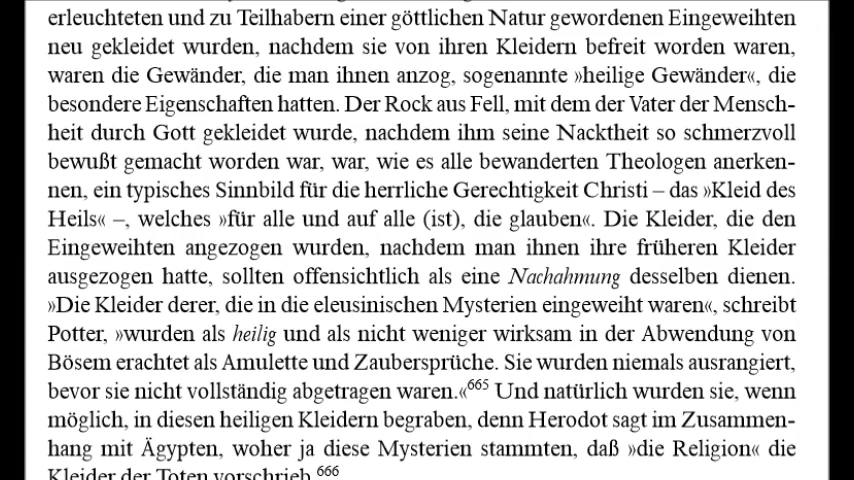 erleuchteten und zu Teilhabern einer göttlichen Natur gewordenen Eingeweihten
neu gekleidet wurden, nachdem sie von ihren Kleidern befreit worden waren,
waren die Gewänder, die man ihnen anzog, sogenannte »heilige Gewänder«, die
besondere Eigenschaften hatten. Der Rock aus Fell, mit dem der Vater der Mensch-
heit durch Gott gekleidet wurde, nachdem ihm seine Nacktheit so schmerzvoll
bewußt gemacht worden war, war, wie es alle bewanderten Theologen anerken-
nen, ein typisches Sinnbild für die herrliche Gerechtigkeit Christi – das »Kleid des
Heils« –, welches »für alle und auf alle (ist), die glauben«. Die Kleider, die den
Eingeweihten angezogen wurden, nachdem man ihnen ihre früheren Kleider
ausgezogen hatte, sollten offensichtlich als eine Nachahmung desselben dienen.
»Die Kleider derer, die in die eleusinischen Mysterien eingeweiht waren«, schreibt
Potter, »wurden als heilig und als nicht weniger wirksam in der Abwendung von
Bösem erachtet als Amulette und Zaubersprüche. Sie wurden niemals ausrangiert,
bevor sie nicht vollständig abgetragen waren.«665 Und natürlich wurden sie, wenn
möglich, in diesen heiligen Kleidern begraben, denn Herodot sagt im Zusammen-
hang mit Ägypten, woher ja diese Mysterien stammten, daß »die Religion« die
Kleider der Toten vorschrieb.666